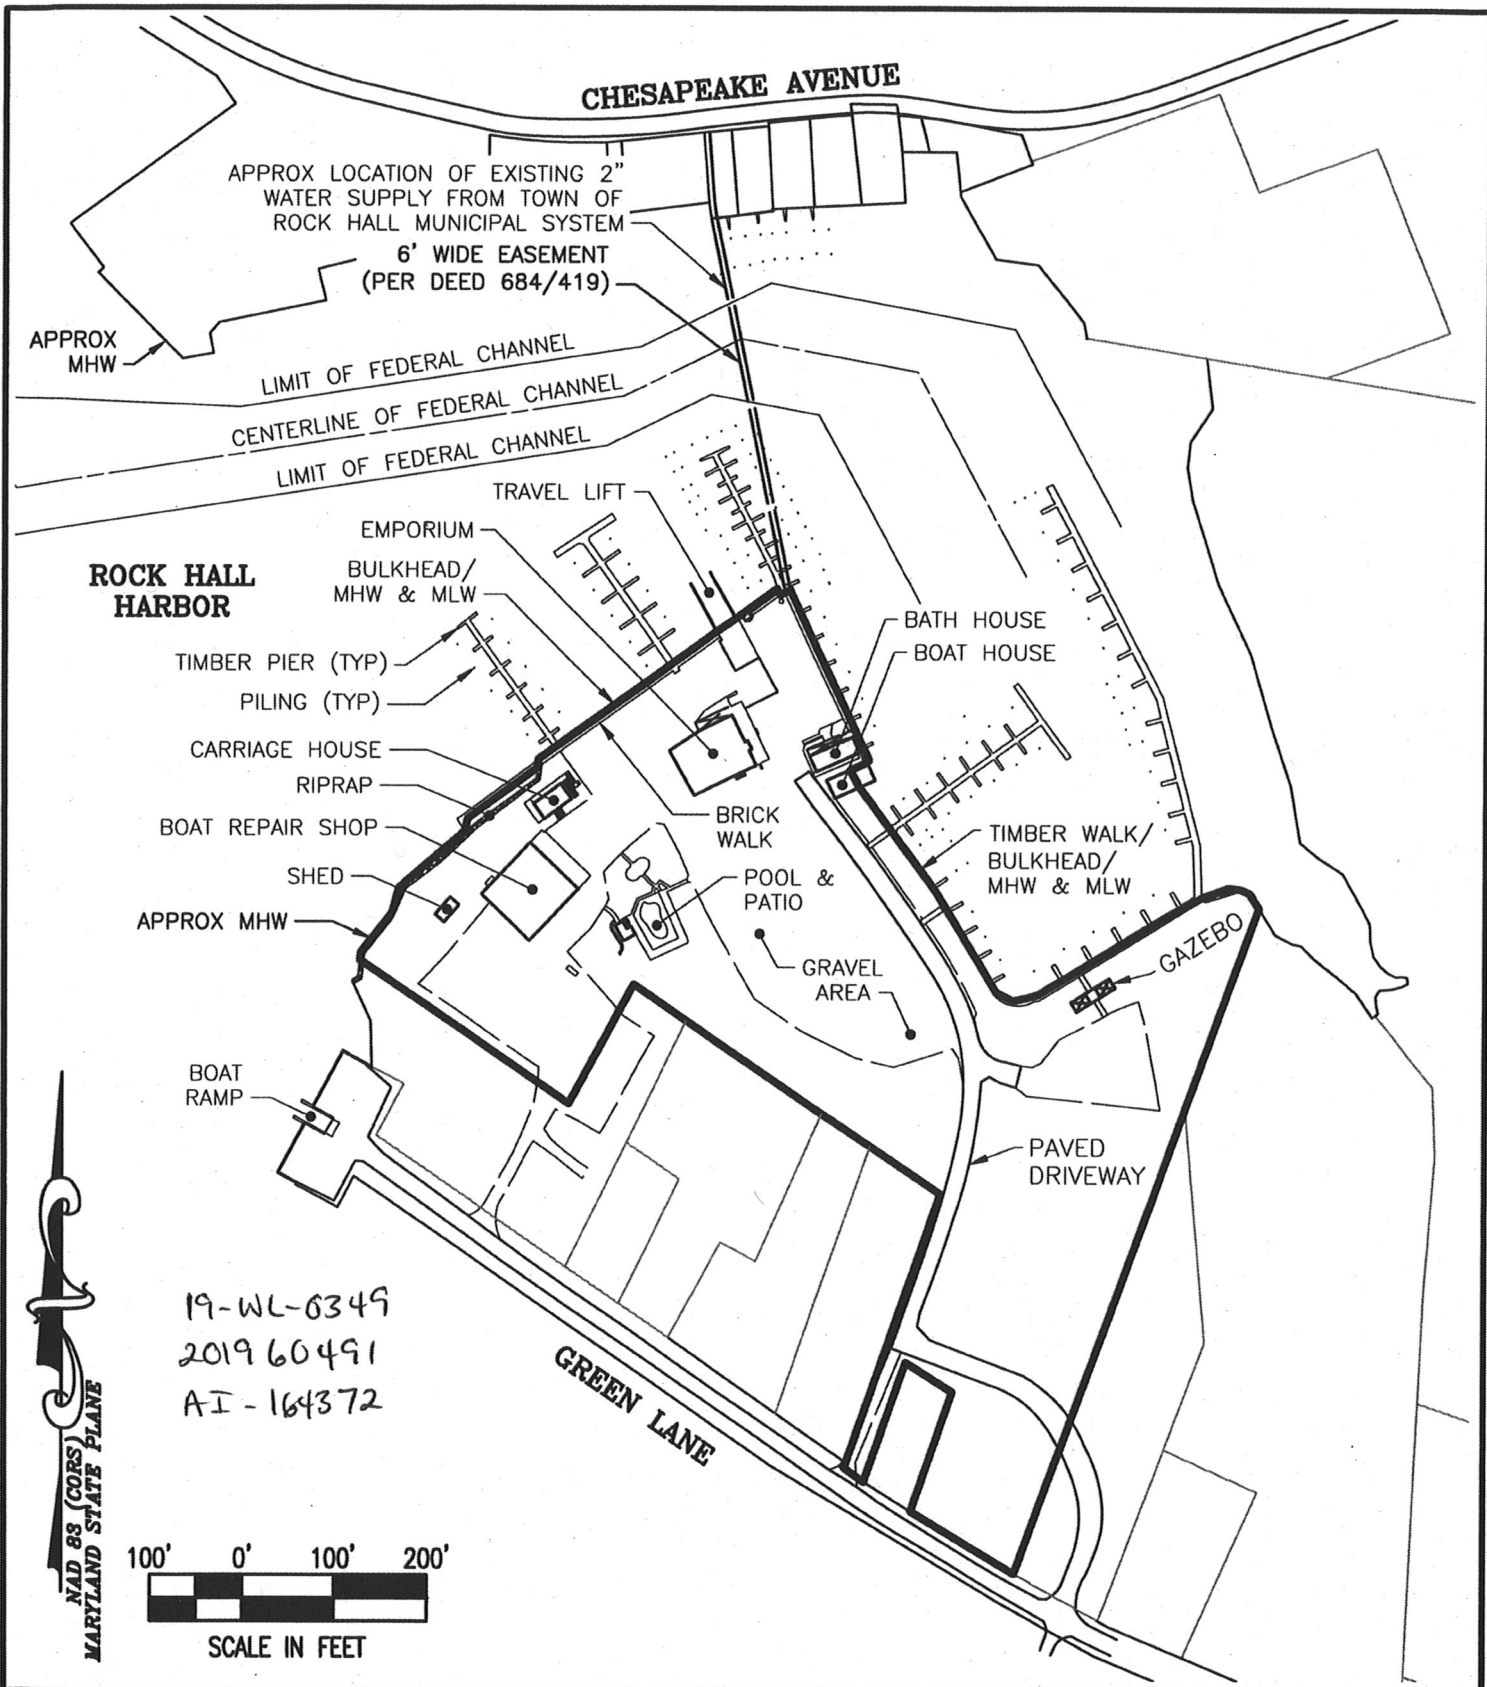 CHESAPEAKE AVENUE
APPROX LOCATION OF EXISTING 2"
WATER SUPPLY FROM TOWN OF
ROCK HALL MUNICIPAL SYSTEM
6' WIDE EASEMENT
(PER DEED 684/419)
APPROX
MHW
LIMIT OF FEDERAL CHANNEL
CENTERLINE OF FEDERAL CHANNEL
LIMIT OF FEDERAL CHANNEL
TRAVEL LIFT
EMPORIUM
BULKHEAD/
MHW & MLW
ROCK HALL
HARBOR
BATH HOUSE
BOAT HOUSE
TIMBER PIER (TYP)
PILING (TYP)
CARRIAGE HOUSE
RIPRAP
BOAT REPAIR SHOP
SHED
APPROX MHW
BRICK
WALK
TIMBER WALK/
BULKHEAD/
MHW & MLW
POOL &
PATIO
GRAVEL
AREA
GAZEBO
BOAT
RAMP
PAVED
DRIVEWAY
19-WL-0349
201960491
AI-164372
GREEN LANE
NAD 83 (CORS)
MARYLAND STATE PLANE
100' 0' 100' 200'
SCALE IN FEET